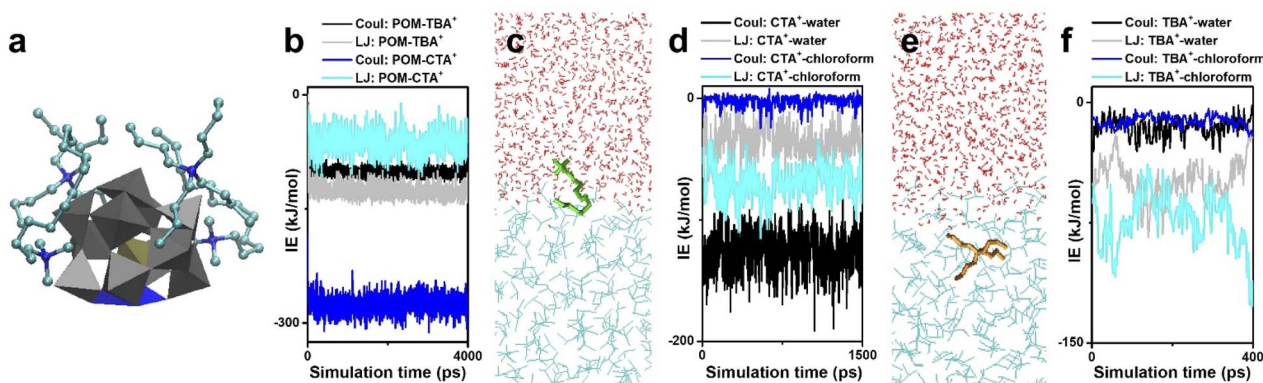 a
b
Coul: POM-TBA⁺
LJ: POM-TBA⁺
Coul: POM-CTA⁺
LJ: POM-CTA⁺
0
-300
IE (kJ/mol)
0
4000
Simulation time (ps)
c
d
Coul: CTA⁺-water
LJ: CTA⁺-water
Coul: CTA⁺-chloroform
LJ: CTA⁺-chloroform
0
-200
IE (kJ/mol)
0
1500
Simulation time (ps)
e
f
Coul: TBA⁺-water
LJ: TBA⁺-water
Coul: TBA⁺-chloroform
LJ: TBA⁺-chloroform
0
-150
IE (kJ/mol)
0
400
Simulation time (ps)